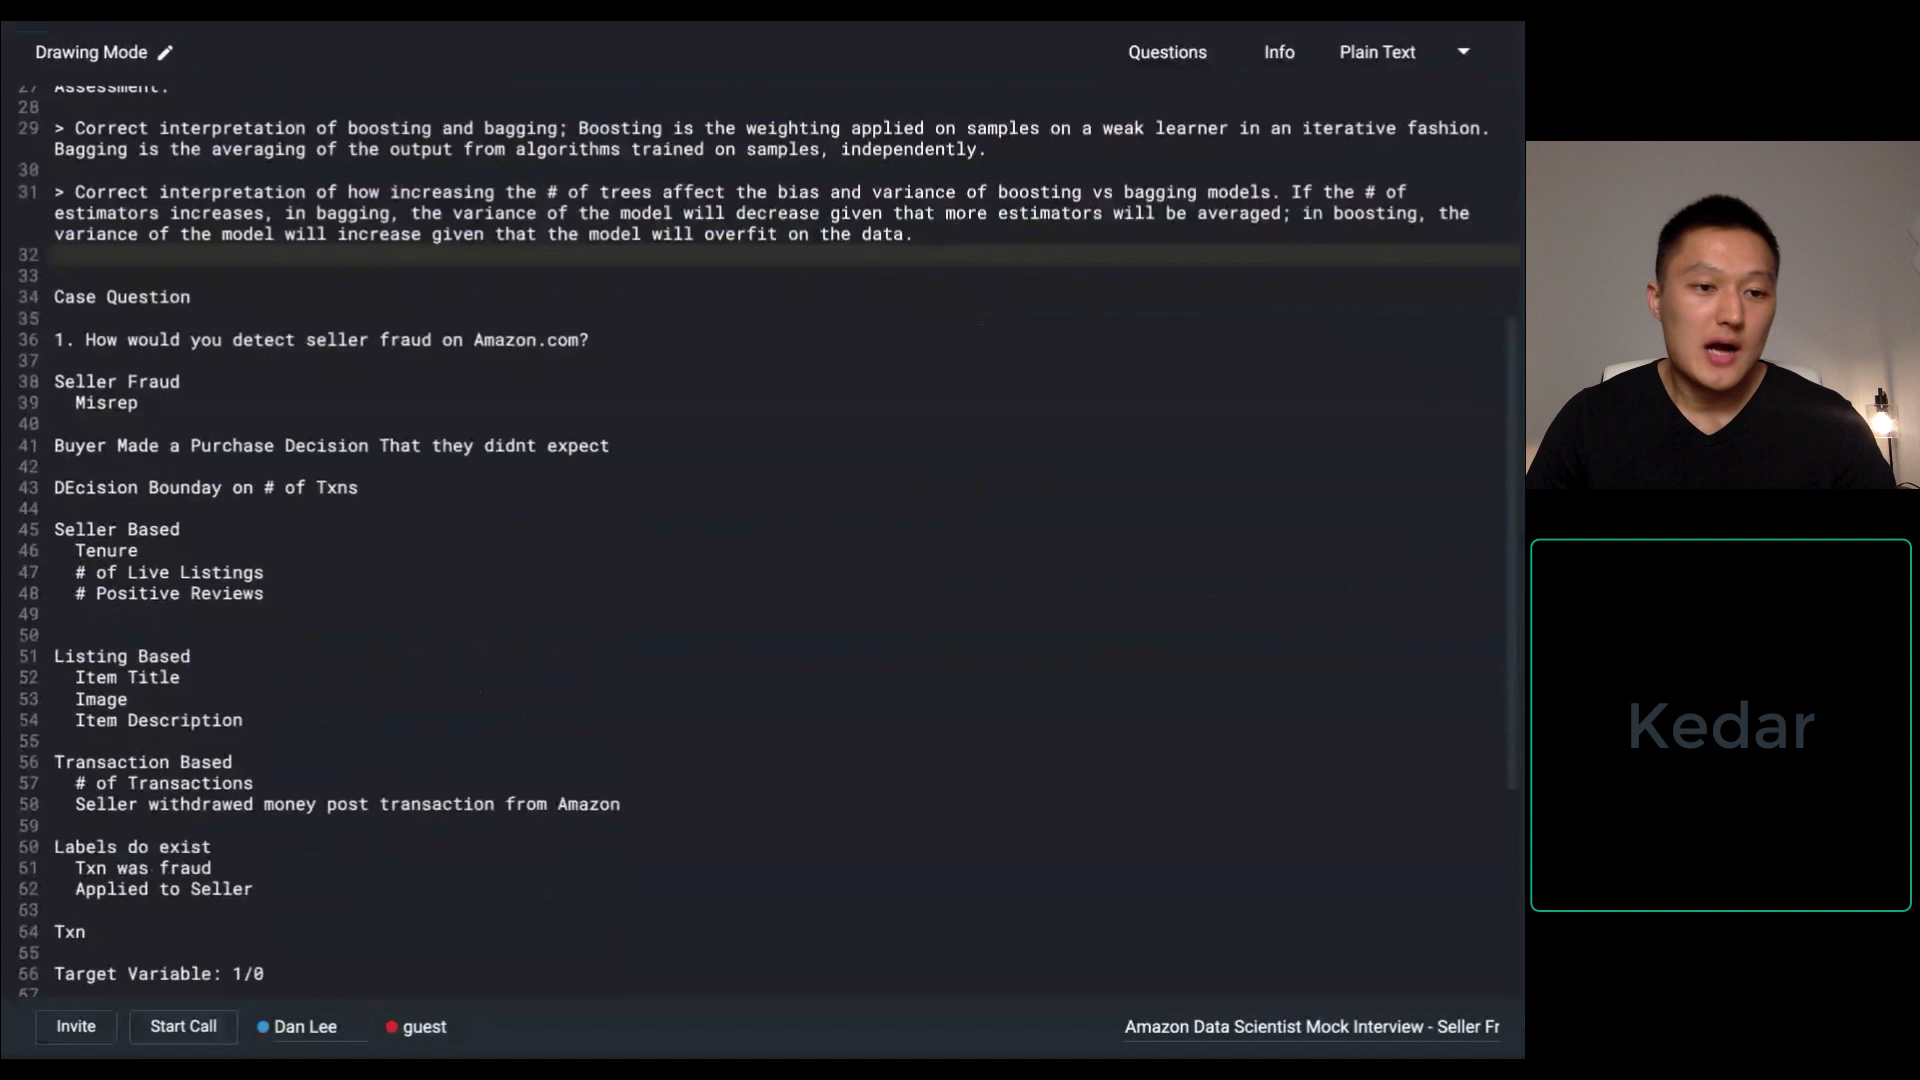 Drawing Mode
Questions
Info
Plain Text
27 Assessment:
28
29 > Correct interpretation of boosting and bagging; Boosting is the weighting applied on samples on a weak learner in an iterative fashion.
Bagging is the averaging of the output from algorithms trained on samples, independently.
30
31 > Correct interpretation of how increasing the # of trees affect the bias and variance of boosting vs bagging models. If the # of
estimators increases, in bagging, the variance of the model will decrease given that more estimators will be averaged; in boosting, the
variance of the model will increase given that the model will overfit on the data.
32
33
34 Case Question
35
36 1. How would you detect seller fraud on Amazon.com?
37
38 Seller Fraud
39 Misrep
40
41 Buyer Made a Purchase Decision That they didnt expect
42
43 DEcision Bounday on # of Txns
44
45 Seller Based
46 Tenure
47 # of Live Listings
48 # Positive Reviews
49
50
51 Listing Based
52 Item Title
53 Image
54 Item Description
55
56 Transaction Based
57 # of Transactions
58 Seller withdrawed money post transaction from Amazon
59
60 Labels do exist
61 Txn was fraud
62 Applied to Seller
63
64 Txn
65
66 Target Variable: 1/0
67
Invite
Start Call
Dan Lee
guest
Amazon Data Scientist Mock Interview - Seller Fr
Kedar